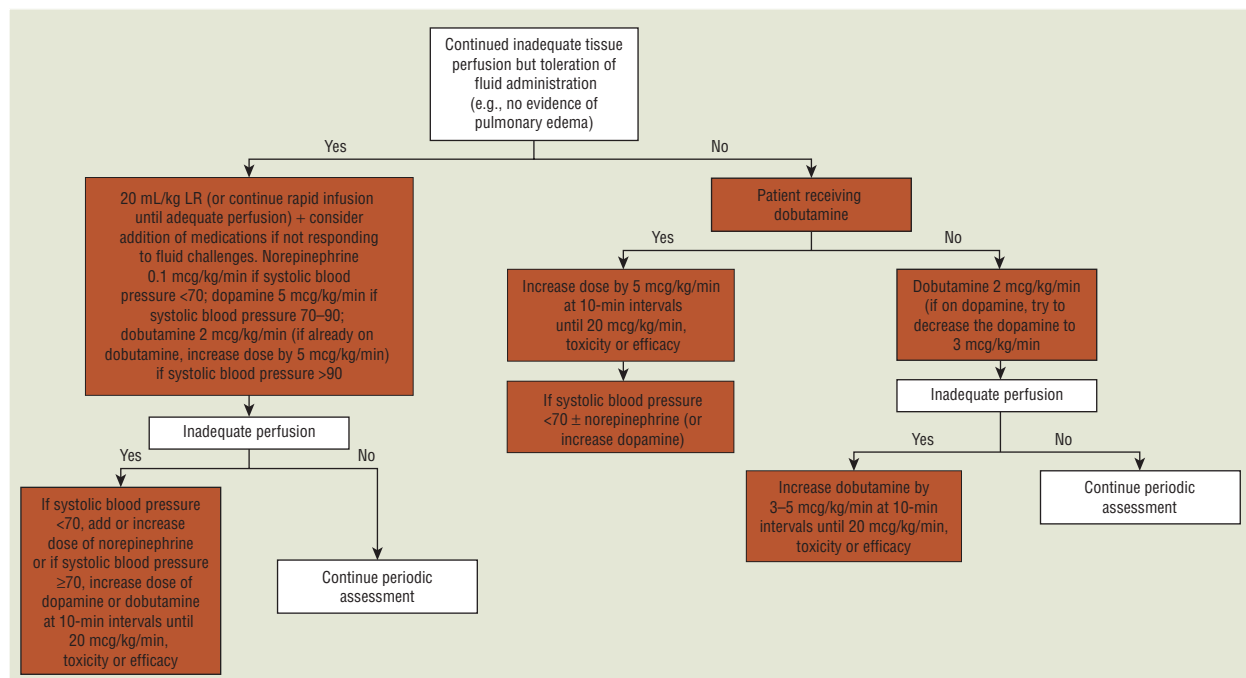 Continued inadequate tissue
perfusion but toleration of
fluid administration
(e.g., no evidence of
pulmonary edema)
Yes
No
20 mL/kg LR (or continue rapid infusion
until adequate perfusion) + consider
addition of medications if not responding
to fluid challenges. Norepinephrine
0.1 mcg/kg/min if systolic blood
pressure <70; dopamine 5 mcg/kg/min if
systolic blood pressure 70–90;
dobutamine 2 mcg/kg/min (if already on
dobutamine, increase dose by 5 mcg/kg/min)
if systolic blood pressure >90
Patient receiving
dobutamine
Yes
No
Increase dose by 5 mcg/kg/min
at 10-min intervals
until 20 mcg/kg/min,
toxicity or efficacy
Dobutamine 2 mcg/kg/min
(if on dopamine, try to
decrease the dopamine to
3 mcg/kg/min
If systolic blood pressure
<70 ± norepinephrine (or
increase dopamine)
Inadequate perfusion
Inadequate perfusion
Yes
No
Yes
No
If systolic blood pressure
<70, add or increase
dose of norepinephrine
or if systolic blood pressure
≥70, increase dose of
dopamine or dobutamine
at 10-min intervals until
20 mcg/kg/min,
toxicity or efficacy
Continue periodic
assessment
Increase dobutamine by
3–5 mcg/kg/min at 10-min
intervals until 20 mcg/kg/min,
toxicity or efficacy
Continue periodic
assessment